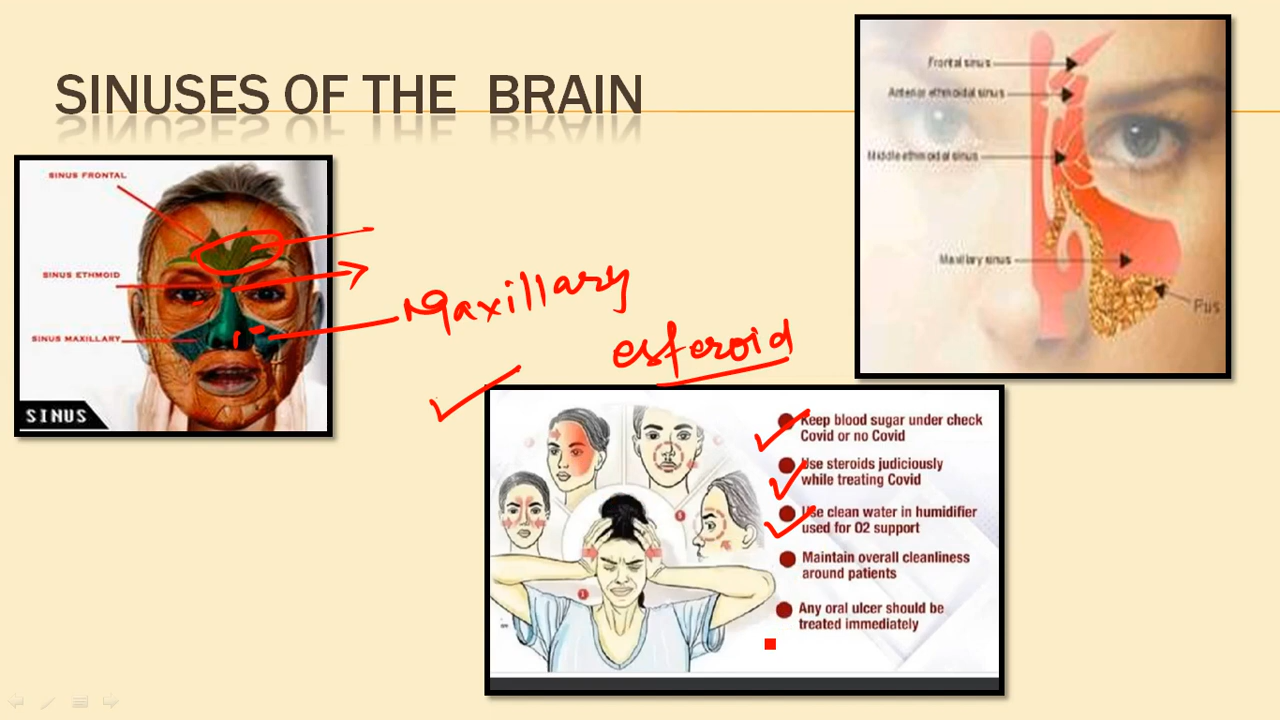 SINUSES OF THE BRAIN
SINUS FRONTAL
SINUS ETHMOID
SINUS MAXILLARY
SINUS
Maxillary
esteroid
Frontal sinus
Anterior ethmoidal sinus
Middle ethmoidal sinus
Maxillary sinus
Pus
Keep blood sugar under check
Covid or no Covid
Use steroids judiciously
while treating Covid
Use clean water in humidifier
used for O2 support
Maintain overall cleanliness
around patients
Any oral ulcer should be
treated immediately